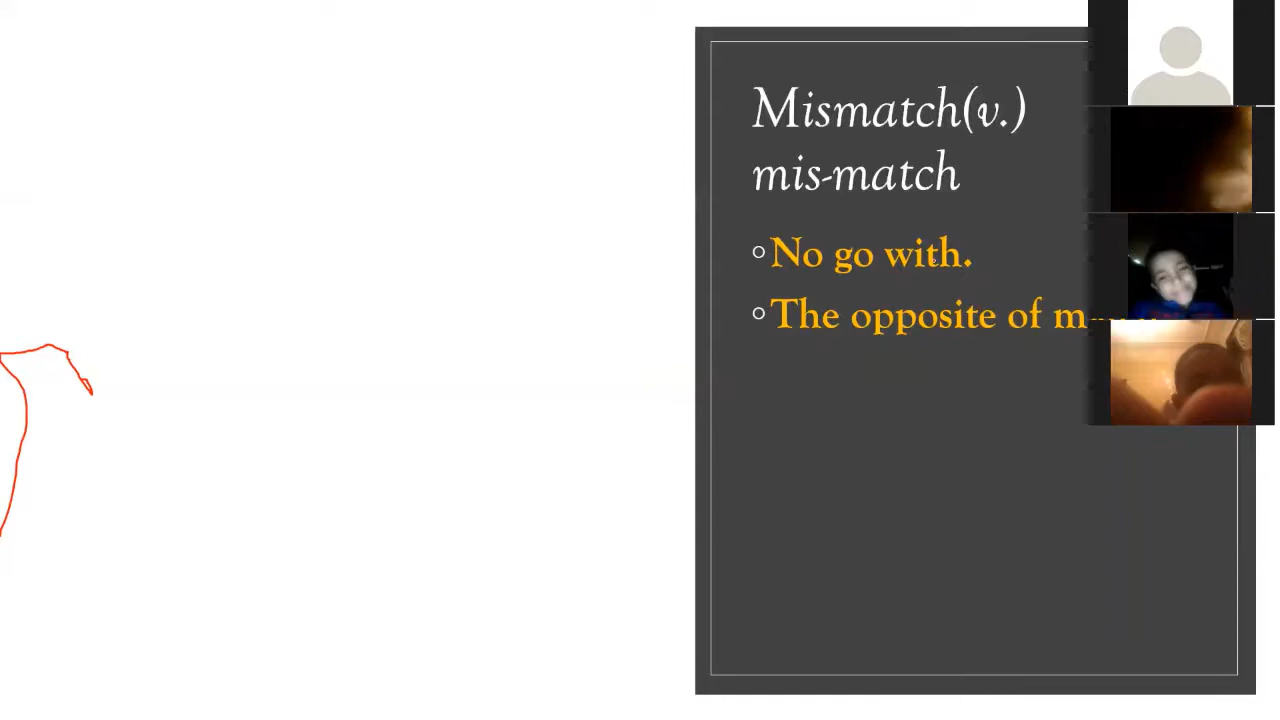 Mismatch(v.)
mis-match
No go with.
The opposite of